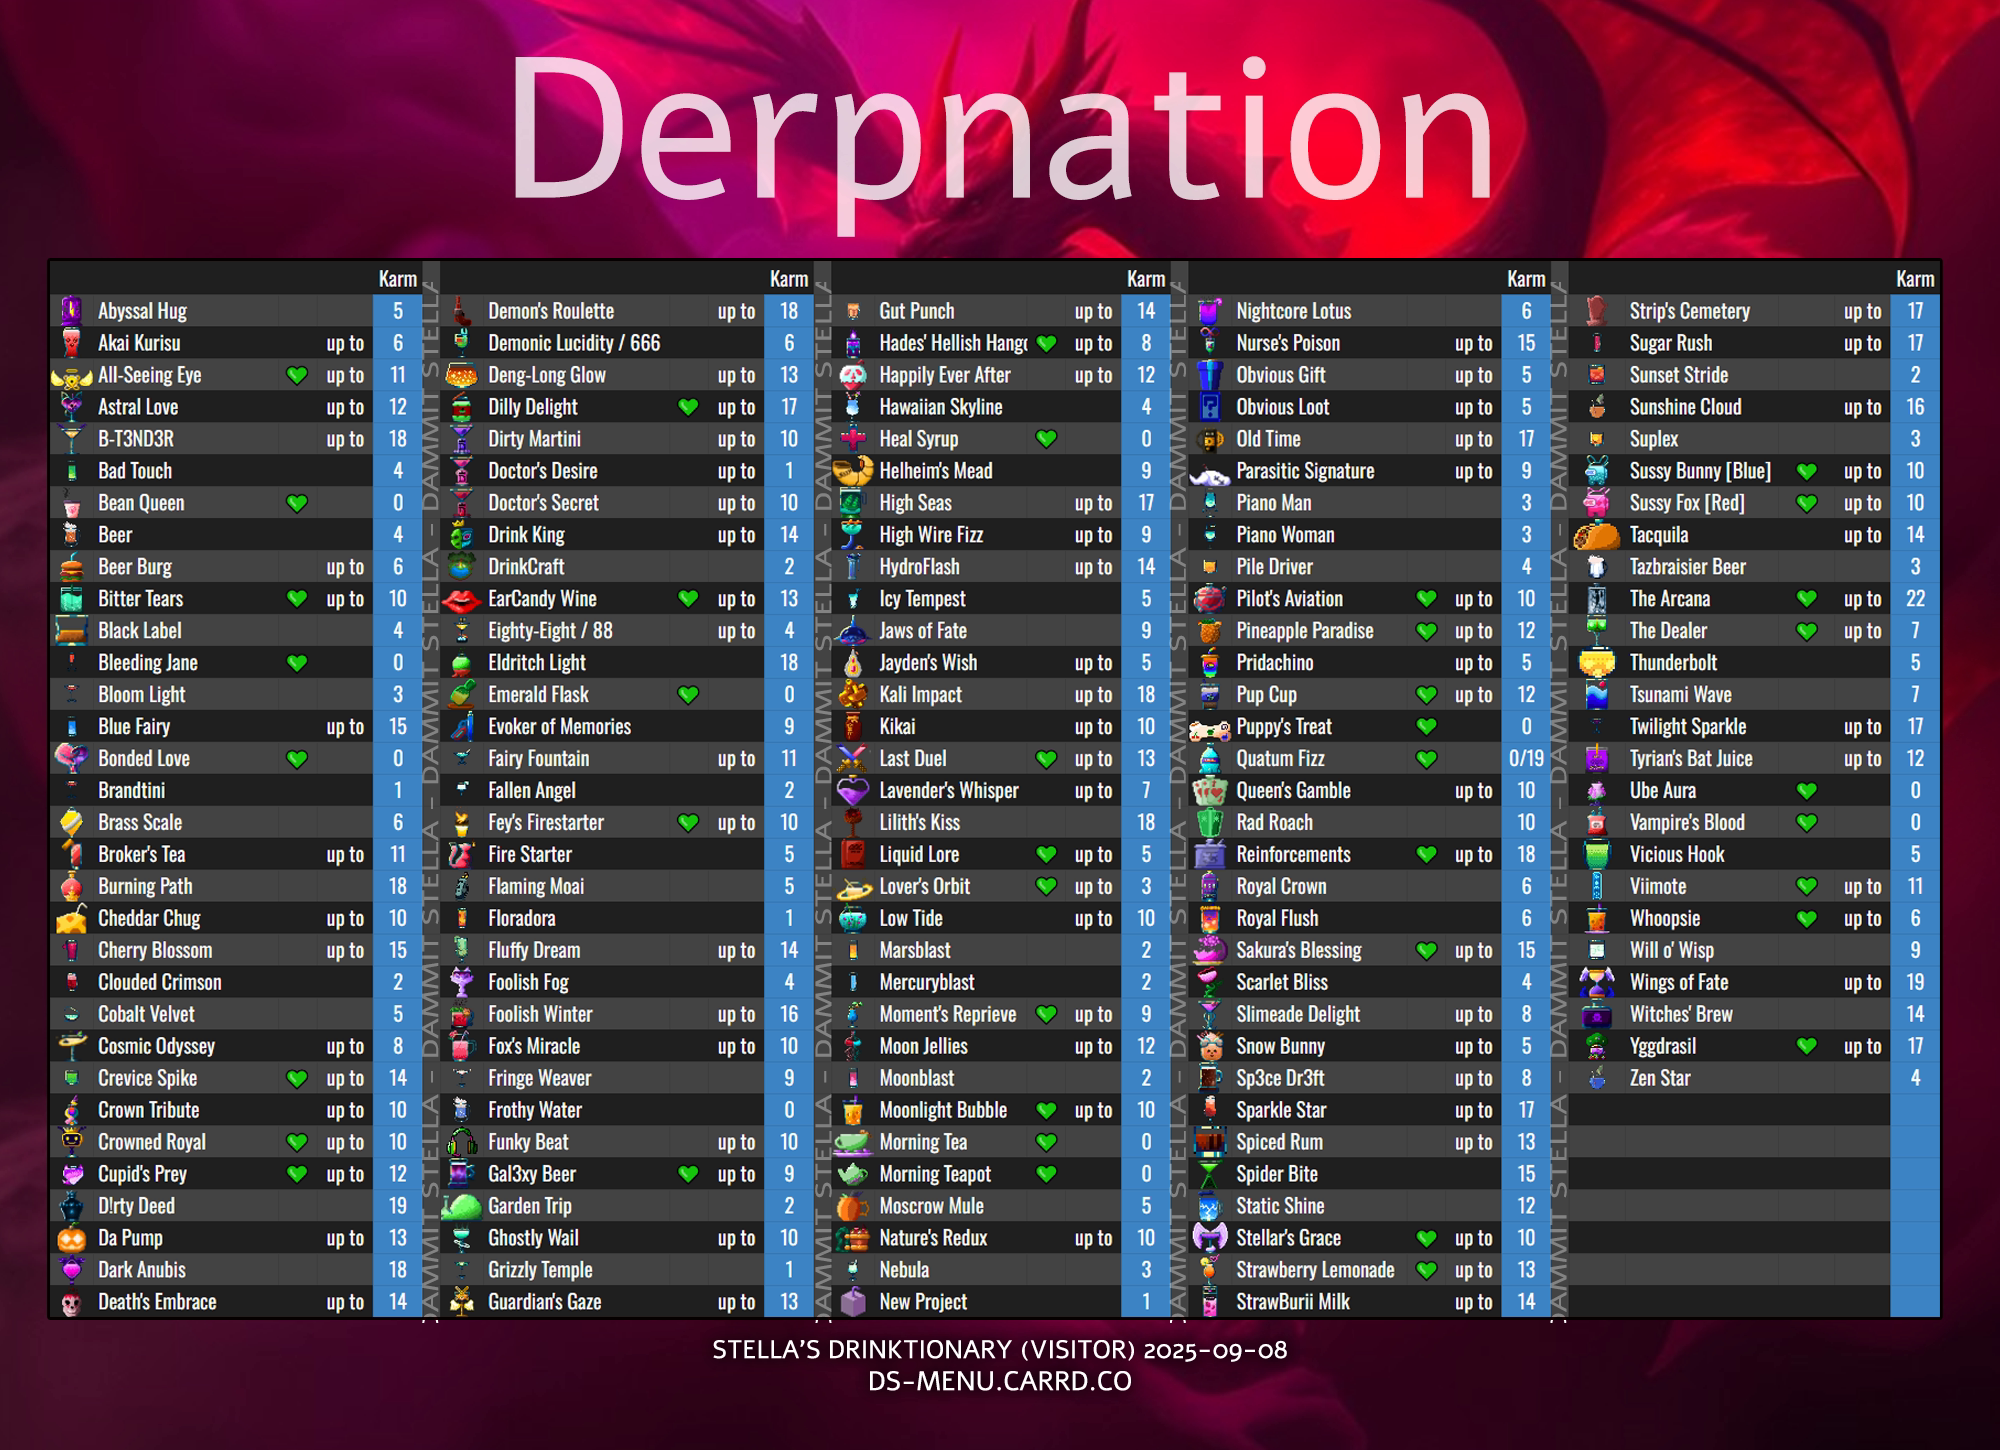 Derpnation
Karm
Abyssal Hug 5
Akai Kurisu up to 6
All-Seeing Eye up to 11
Astral Love up to 12
B-T3ND3R up to 18
Bad Touch 4
Bean Queen 0
Beer 4
Beer Burg up to 6
Bitter Tears up to 10
Black Label 4
Bleeding Jane 0
Bloom Light 3
Blue Fairy up to 15
Bonded Love 0
Brandtini 1
Brass Scale 6
Broker's Tea up to 11
Burning Path 18
Cheddar Chug up to 10
Cherry Blossom up to 15
Clouded Crimson 2
Cobalt Velvet 5
Cosmic Odyssey up to 8
Crevice Spike up to 14
Crown Tribute up to 10
Crowned Royal up to 10
Cupid's Prey up to 12
D!rty Deed 19
Da Pump up to 13
Dark Anubis 18
Death's Embrace up to 14
DAMMIT STELLA - DAMMIT STELLA - DAMMIT STELLA - DAMMIT STELLA
Karm
Demon's Roulette up to 18
Demonic Lucidity / 666 6
Deng-Long Glow up to 13
Dilly Delight up to 17
Dirty Martini up to 10
Doctor's Desire up to 1
Doctor's Secret up to 10
Drink King up to 14
DrinkCraft 2
EarCandy Wine up to 13
Eighty-Eight / 88 up to 4
Eldritch Light 18
Emerald Flask 0
Evoker of Memories 9
Fairy Fountain up to 11
Fallen Angel 2
Fey's Firestarter up to 10
Fire Starter 5
Flaming Moai 5
Floradora 1
Fluffy Dream up to 14
Foolish Fog 4
Foolish Winter up to 16
Fox's Miracle up to 10
Fringe Weaver 9
Frothy Water 0
Funky Beat up to 10
Gal3xy Beer up to 9
Garden Trip 2
Ghostly Wail up to 10
Grizzly Temple 1
Guardian's Gaze up to 13
DAMMIT STELLA - DAMMIT STELLA - DAMMIT STELLA - DAMMIT STELLA
Karm
Gut Punch up to 14
Hades' Hellish Hang up to 8
Happily Ever After up to 12
Hawaiian Skyline 4
Heal Syrup 0
Helheim's Mead 9
High Seas up to 17
High Wire Fizz up to 9
HydroFlash up to 14
Icy Tempest 5
Jaws of Fate 9
Jayden's Wish up to 5
Kali Impact up to 18
Kikai up to 10
Last Duel up to 13
Lavender's Whisper up to 7
Lilith's Kiss 18
Liquid Lore up to 5
Lover's Orbit up to 3
Low Tide up to 10
Marsblast 2
Mercuryblast 2
Moment's Reprieve up to 9
Moon Jellies up to 12
Moonblast 2
Moonlight Bubble up to 10
Morning Tea 0
Morning Teapot 0
Moscrow Mule 5
Nature's Redux up to 10
Nebula 3
New Project 1
DAMMIT STELLA - DAMMIT STELLA - DAMMIT STELLA - DAMMIT STELLA
Karm
Nightcore Lotus 6
Nurse's Poison up to 15
Obvious Gift up to 5
Obvious Loot up to 5
Old Time up to 17
Parasitic Signature up to 9
Piano Man 3
Piano Woman 3
Pile Driver 4
Pilot's Aviation up to 10
Pineapple Paradise up to 12
Pridachino up to 5
Pup Cup up to 12
Puppy's Treat 0
Quatum Fizz 0/19
Queen's Gamble up to 10
Rad Roach 10
Reinforcements up to 18
Royal Crown 6
Royal Flush 6
Sakura's Blessing up to 15
Scarlet Bliss 4
Slimeade Delight up to 8
Snow Bunny up to 5
Sp3ce Dr3ft up to 8
Sparkle Star up to 17
Spiced Rum up to 13
Spider Bite 15
Static Shine 12
Stellar's Grace up to 10
Strawberry Lemonade up to 13
StrawBurii Milk up to 14
DAMMIT STELLA - DAMMIT STELLA - DAMMIT STELLA - DAMMIT STELLA
Karm
Strip's Cemetery up to 17
Sugar Rush up to 17
Sunset Stride 2
Sunshine Cloud up to 16
Suplex 3
Sussy Bunny [Blue] up to 10
Sussy Fox [Red] up to 10
Tacquila up to 14
Tazbraisier Beer 3
The Arcana up to 22
The Dealer up to 7
Thunderbolt 5
Tsunami Wave 7
Twilight Sparkle up to 17
Tyrian's Bat Juice up to 12
Ube Aura 0
Vampire's Blood 0
Vicious Hook 5
Viimote up to 11
Whoopsie up to 6
Will o' Wisp 9
Wings of Fate up to 19
Witches' Brew 14
Yggdrasil up to 17
Zen Star 4
STELLA'S DRINKTIONARY (VISITOR) 2025-09-08
DS-MENU.CARRD.CO